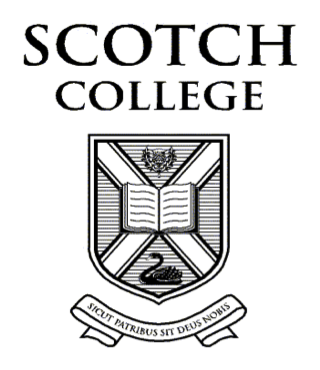 SCOTCH
COLLEGE
SICUT PATRIBUS SIT DEUS NOBIS